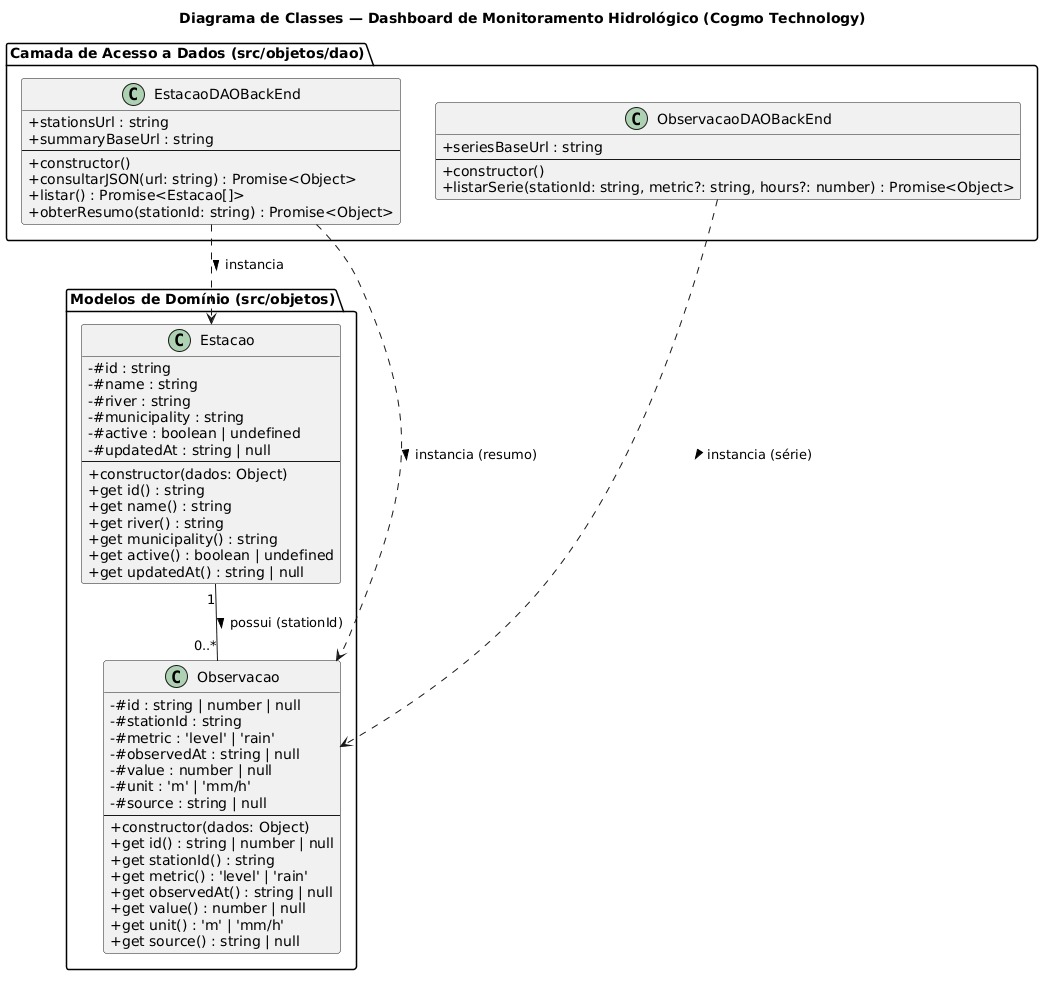 Diagrama de Classes — Dashboard de Monitoramento Hidrológico (Cogmo Technology)
Camada de Acesso a Dados (src/objetos/dao)
C EstacaoDAOBackEnd
+stationsUrl : string
+summaryBaseUrl : string
+constructor()
+consultarJSON(url: string) : Promise<Object>
+listar() : Promise<Estacao[]>
+obterResumo(stationId: string) : Promise<Object>
C ObservacaoDAOBackEnd
+seriesBaseUrl : string
+constructor()
+listarSerie(stationId: string, metric?: string, hours?: number) : Promise<Object>
instancia
Modelos de Domínio (src/objetos)
C Estacao
-#id : string
-#name : string
-#river : string
-#municipality : string
-#active : boolean | undefined
-#updatedAt : string | null
+constructor(dados: Object)
+get id() : string
+get name() : string
+get river() : string
+get municipality() : string
+get active() : boolean | undefined
+get updatedAt() : string | null
instancia (resumo)
instancia (série)
1
possui (stationId)
0..*
C Observacao
-#id : string | number | null
-#stationId : string
-#metric : 'level' | 'rain'
-#observedAt : string | null
-#value : number | null
-#unit : 'm' | 'mm/h'
-#source : string | null
+constructor(dados: Object)
+get id() : string | number | null
+get stationId() : string
+get metric() : 'level' | 'rain'
+get observedAt() : string | null
+get value() : number | null
+get unit() : 'm' | 'mm/h'
+get source() : string | null